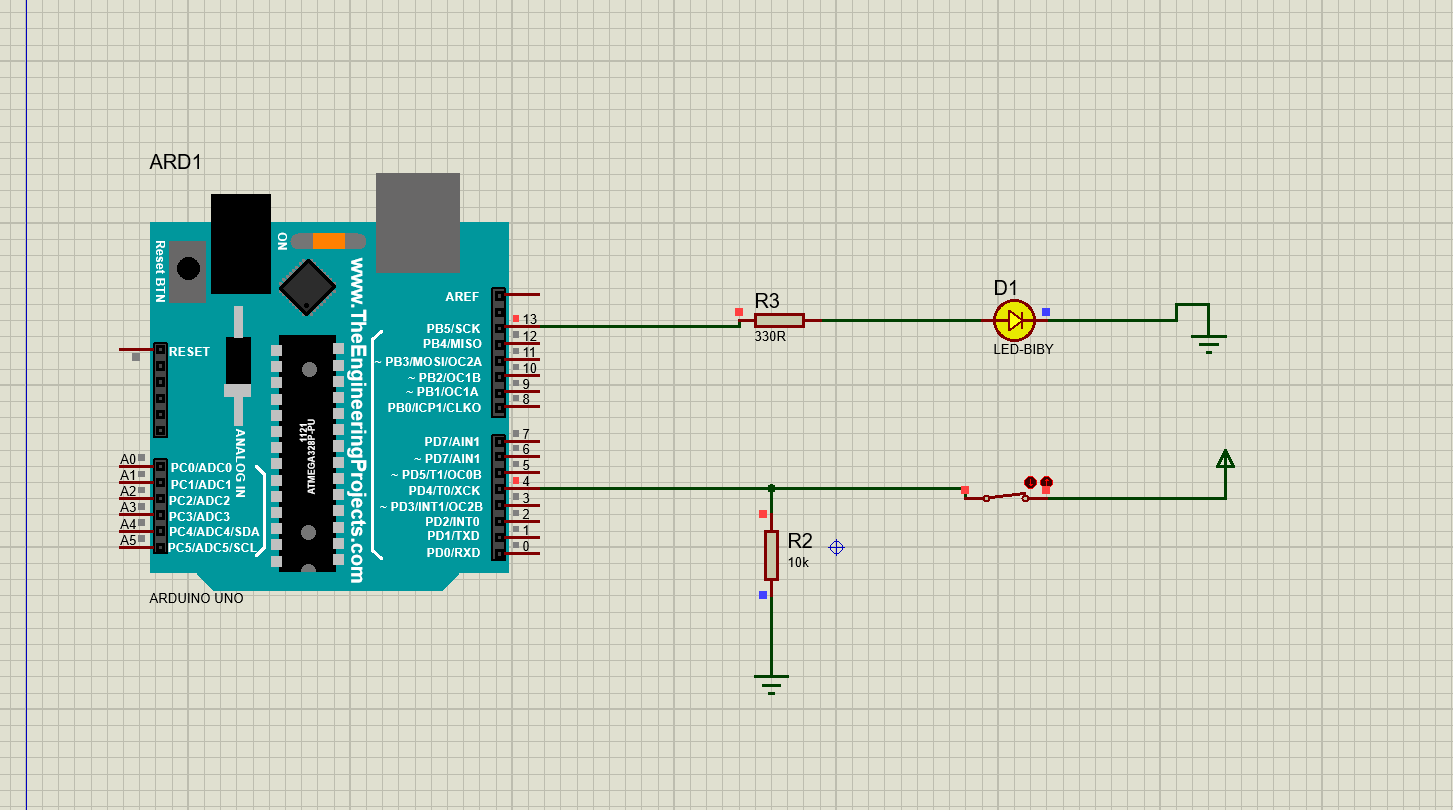 ARD1
ON
Reset BTN
www.TheEngineeringProjects.com
AREF
13
PB5/SCK
12
PB4/MISO
11
~ PB3/MOSI/OC2A
10
~ PB2/OC1B
9
~ PB1/OC1A
8
PB0/ICP1/CLKO
RESET
7
PD7/AIN1
6
~ PD7/AIN1
5
~ PD5/T1/OC0B
4
PD4/T0/XCK
3
~ PD3/INT1/OC2B
2
PD2/INT0
1
PD1/TXD
0
PD0/RXD
1121
ATMEGA328P-PU
ANALOG IN
A0
PC0/ADC0
A1
PC1/ADC1
A2
PC2/ADC2
A3
PC3/ADC3
A4
PC4/ADC4/SDA
A5
PC5/ADC5/SCL
ARDUINO UNO
R3
330R
D1
LED-BIBY
R2
10k